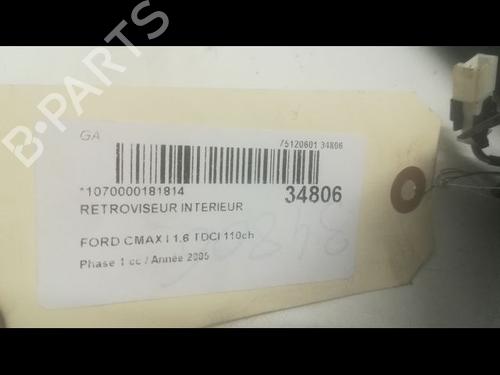 GA
75120601 34806
*1070000181814
34806
RETROVISEUR INTERIEUR
FORD CMAX I 1.6 TDCI 110ch
Phase 1 cc / Année 2005
B-PARTS